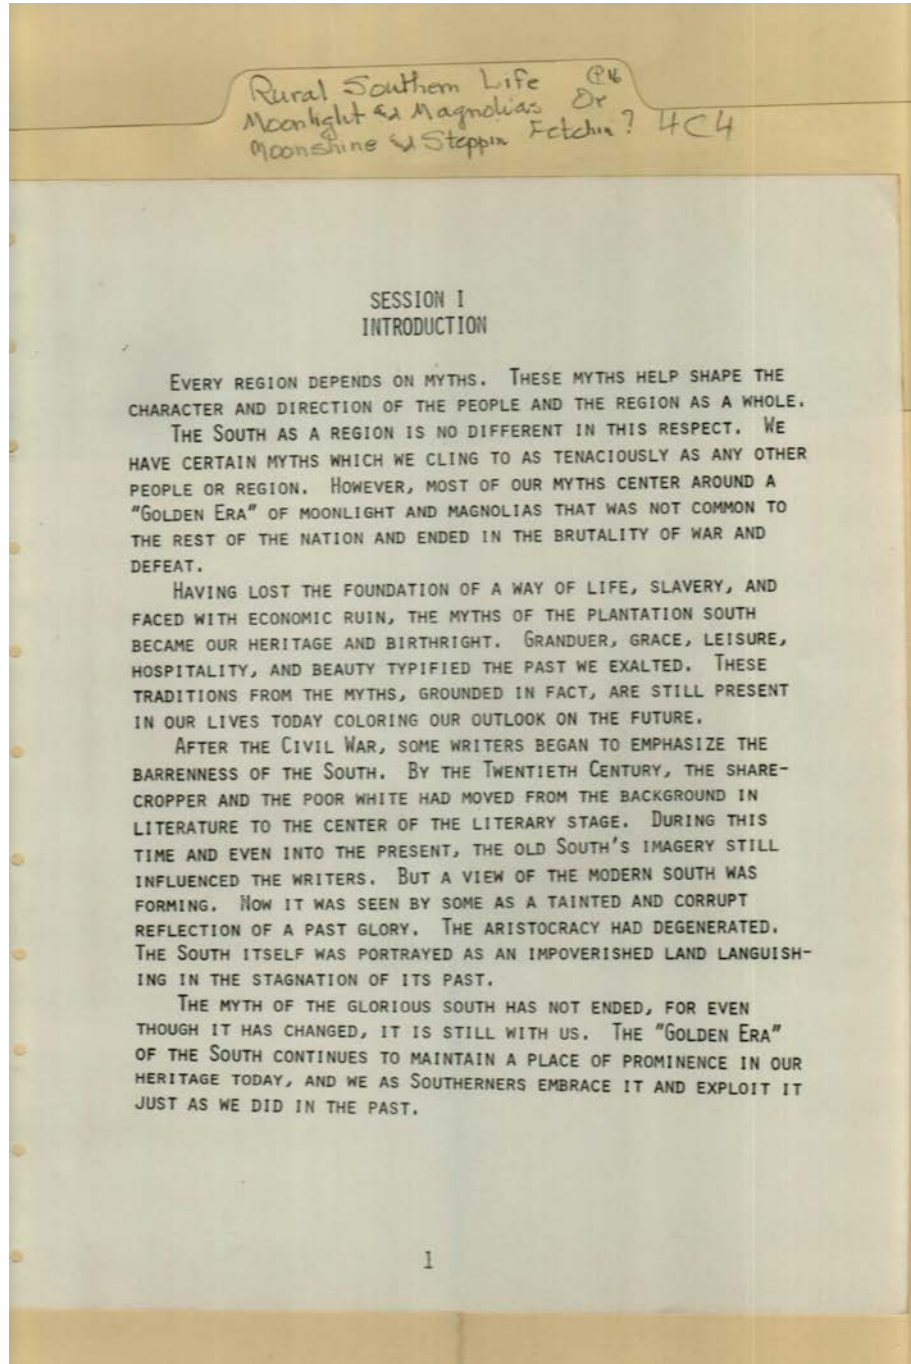 Rural Southern Life
Moonlight & Magnolias Or
Moonshine & Steppin Fetchin? 4C4
SESSION I
INTRODUCTION
EVERY REGION DEPENDS ON MYTHS. THESE MYTHS HELP SHAPE THE
CHARACTER AND DIRECTION OF THE PEOPLE AND THE REGION AS A WHOLE.
THE SOUTH AS A REGION IS NO DIFFERENT IN THIS RESPECT. WE
HAVE CERTAIN MYTHS WHICH WE CLING TO AS TENACIOUSLY AS ANY OTHER
PEOPLE OR REGION. HOWEVER, MOST OF OUR MYTHS CENTER AROUND A
"GOLDEN ERA" OF MOONLIGHT AND MAGNOLIAS THAT WAS NOT COMMON TO
THE REST OF THE NATION AND ENDED IN THE BRUTALITY OF WAR AND
DEFEAT.
HAVING LOST THE FOUNDATION OF A WAY OF LIFE, SLAVERY, AND
FACED WITH ECONOMIC RUIN, THE MYTHS OF THE PLANTATION SOUTH
BECAME OUR HERITAGE AND BIRTHRIGHT. GRANDUER, GRACE, LEISURE,
HOSPITALITY, AND BEAUTY TYPIFIED THE PAST WE EXALTED. THESE
TRADITIONS FROM THE MYTHS, GROUNDED IN FACT, ARE STILL PRESENT
IN OUR LIVES TODAY COLORING OUR OUTLOOK ON THE FUTURE.
AFTER THE CIVIL WAR, SOME WRITERS BEGAN TO EMPHASIZE THE
BARRENNESS OF THE SOUTH. BY THE TWENTIETH CENTURY, THE SHARE-
CROPPER AND THE POOR WHITE HAD MOVED FROM THE BACKGROUND IN
LITERATURE TO THE CENTER OF THE LITERARY STAGE. DURING THIS
TIME AND EVEN INTO THE PRESENT, THE OLD SOUTH'S IMAGERY STILL
INFLUENCED THE WRITERS. BUT A VIEW OF THE MODERN SOUTH WAS
FORMING. NOW IT WAS SEEN BY SOME AS A TAINTED AND CORRUPT
REFLECTION OF A PAST GLORY. THE ARISTOCRACY HAD DEGENERATED.
THE SOUTH ITSELF WAS PORTRAYED AS AN IMPOVERISHED LAND LANGUISH-
ING IN THE STAGNATION OF ITS PAST.
THE MYTH OF THE GLORIOUS SOUTH HAS NOT ENDED, FOR EVEN
THOUGH IT HAS CHANGED, IT IS STILL WITH US. THE "GOLDEN ERA"
OF THE SOUTH CONTINUES TO MAINTAIN A PLACE OF PROMINENCE IN OUR
HERITAGE TODAY, AND WE AS SOUTHERNERS EMBRACE IT AND EXPLOIT IT
JUST AS WE DID IN THE PAST.
1